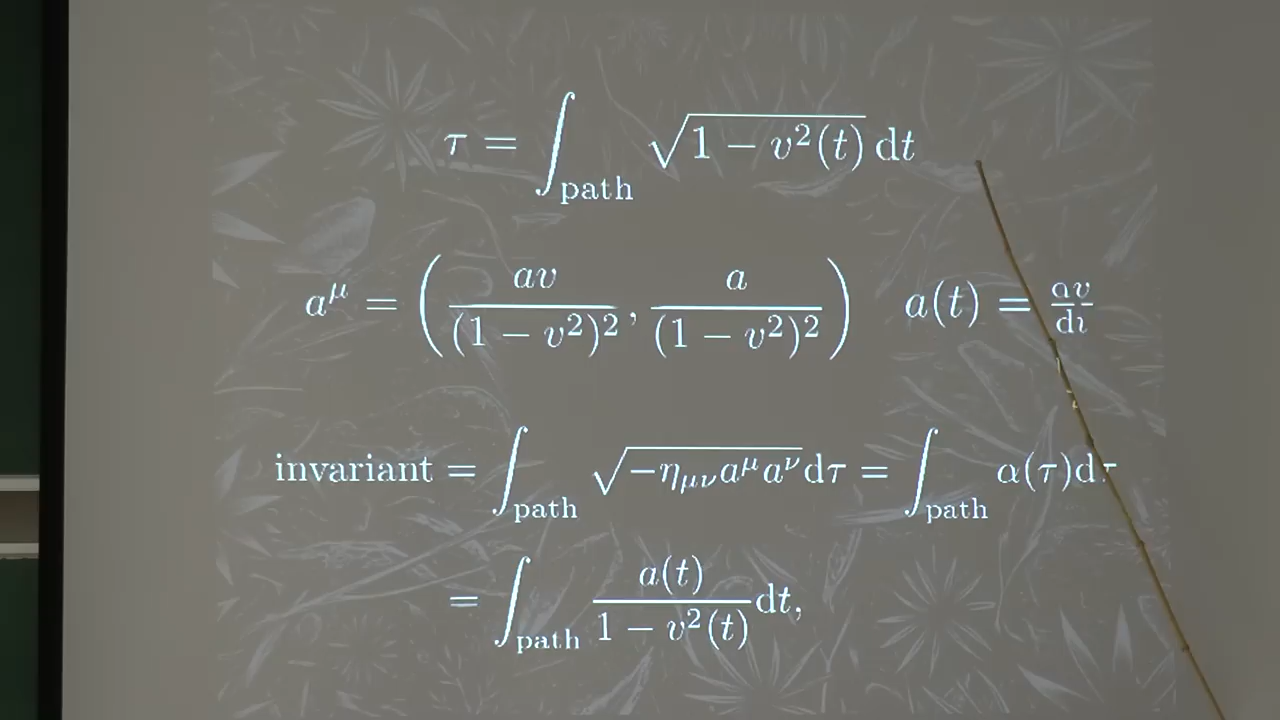 τ = ∫_path √(1 − v²(t)) dt
a^μ = ( av/(1 − v²)², a/(1 − v²)² )   a(t) = dv/dt
invariant = ∫_path √(−η_μν a^μ a^ν) dτ = ∫_path α(τ)dτ
= ∫_path a(t)/(1 − v²(t)) dt,